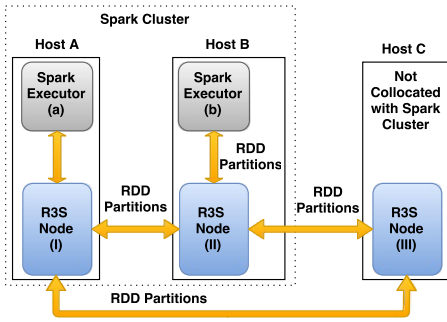 Spark Cluster
Host A
Host B
Host C
Spark
Executor
(a)
Spark
Executor
(b)
Not
Collocated
with Spark
Cluster
RDD
Partitions
RDD
Partitions
RDD
Partitions
R3S
Node
(I)
R3S
Node
(II)
R3S
Node
(III)
RDD Partitions